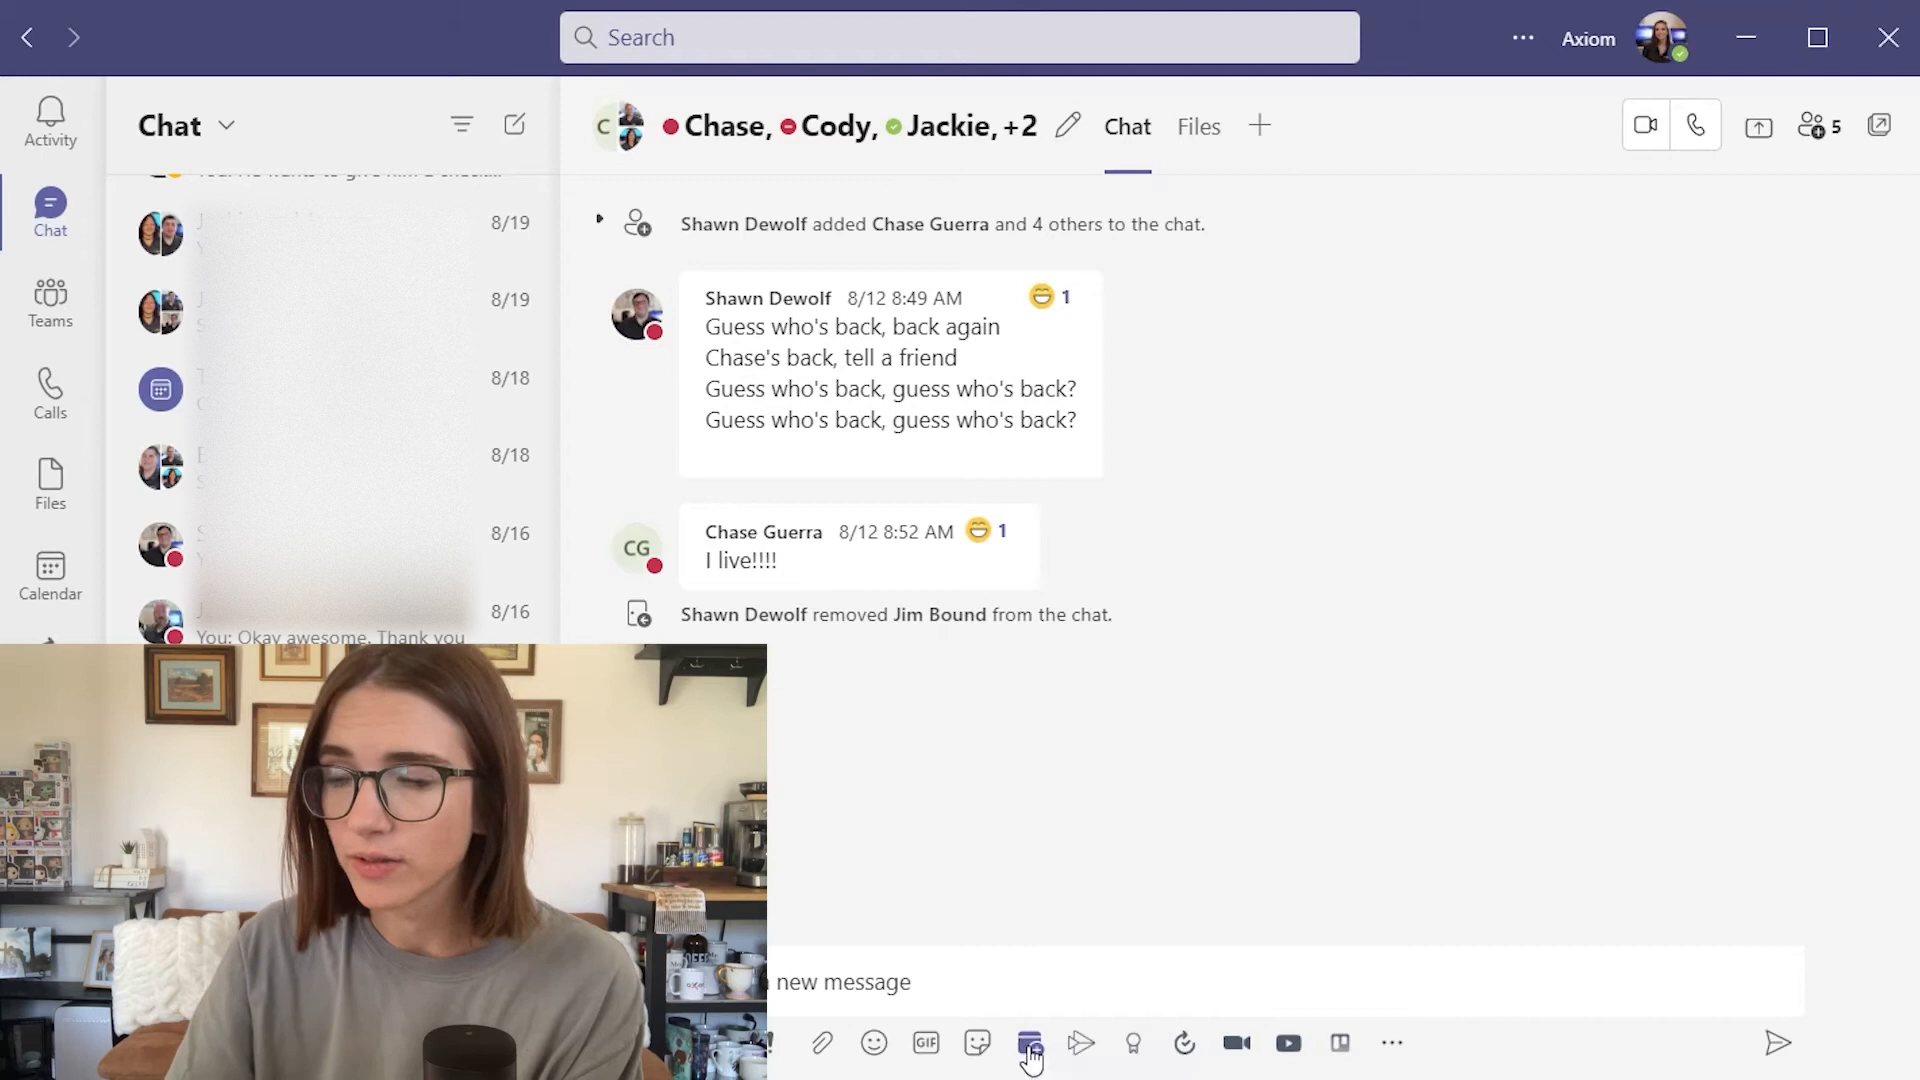 Search
Axiom
Activity
Chat
Teams
Calls
Files
Calendar
Chat
8/19
8/19
8/18
8/18
8/16
8/16
You: Okay awesome. Thank you
Chase, Cody, Jackie, +2
Chat
Files
5
Shawn Dewolf added Chase Guerra and 4 others to the chat.
Shawn Dewolf 8/12 8:49 AM 1
Guess who's back, back again
Chase's back, tell a friend
Guess who's back, guess who's back?
Guess who's back, guess who's back?
CG
Chase Guerra 8/12 8:52 AM 1
I live!!!!
Shawn Dewolf removed Jim Bound from the chat.
new message
GIF